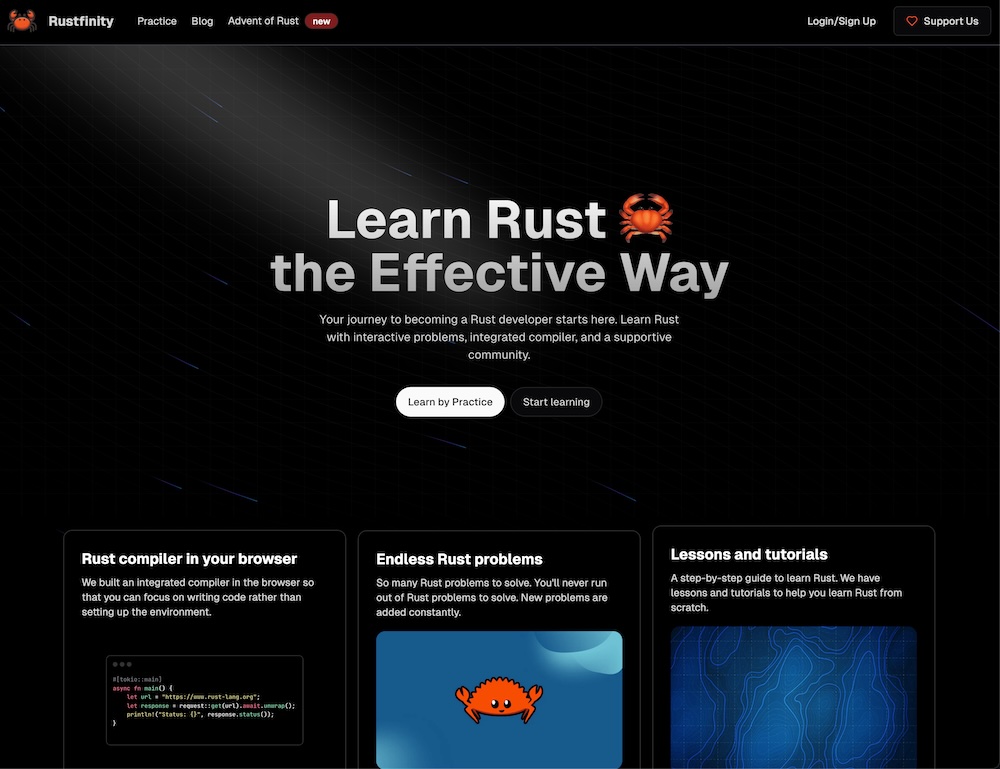 Rustfinity Practice Blog Advent of Rust new Login/Sign Up Support Us
Learn Rust
the Effective Way
Your journey to becoming a Rust developer starts here. Learn Rust
with interactive problems, integrated compiler, and a supportive
community.
Learn by Practice Start learning
Rust compiler in your browser
We built an integrated compiler in the browser so
that you can focus on writing code rather than
setting up the environment.
#[tokio::main]
async fn main() {
let url = "https://www.rust-lang.org";
let response = request::get(url).await.unwrap();
println!("Status: {}", response.status());
}
Endless Rust problems
So many Rust problems to solve. You'll never run
out of Rust problems to solve. New problems are
added constantly.
Lessons and tutorials
A step-by-step guide to learn Rust. We have
lessons and tutorials to help you learn Rust from
scratch.